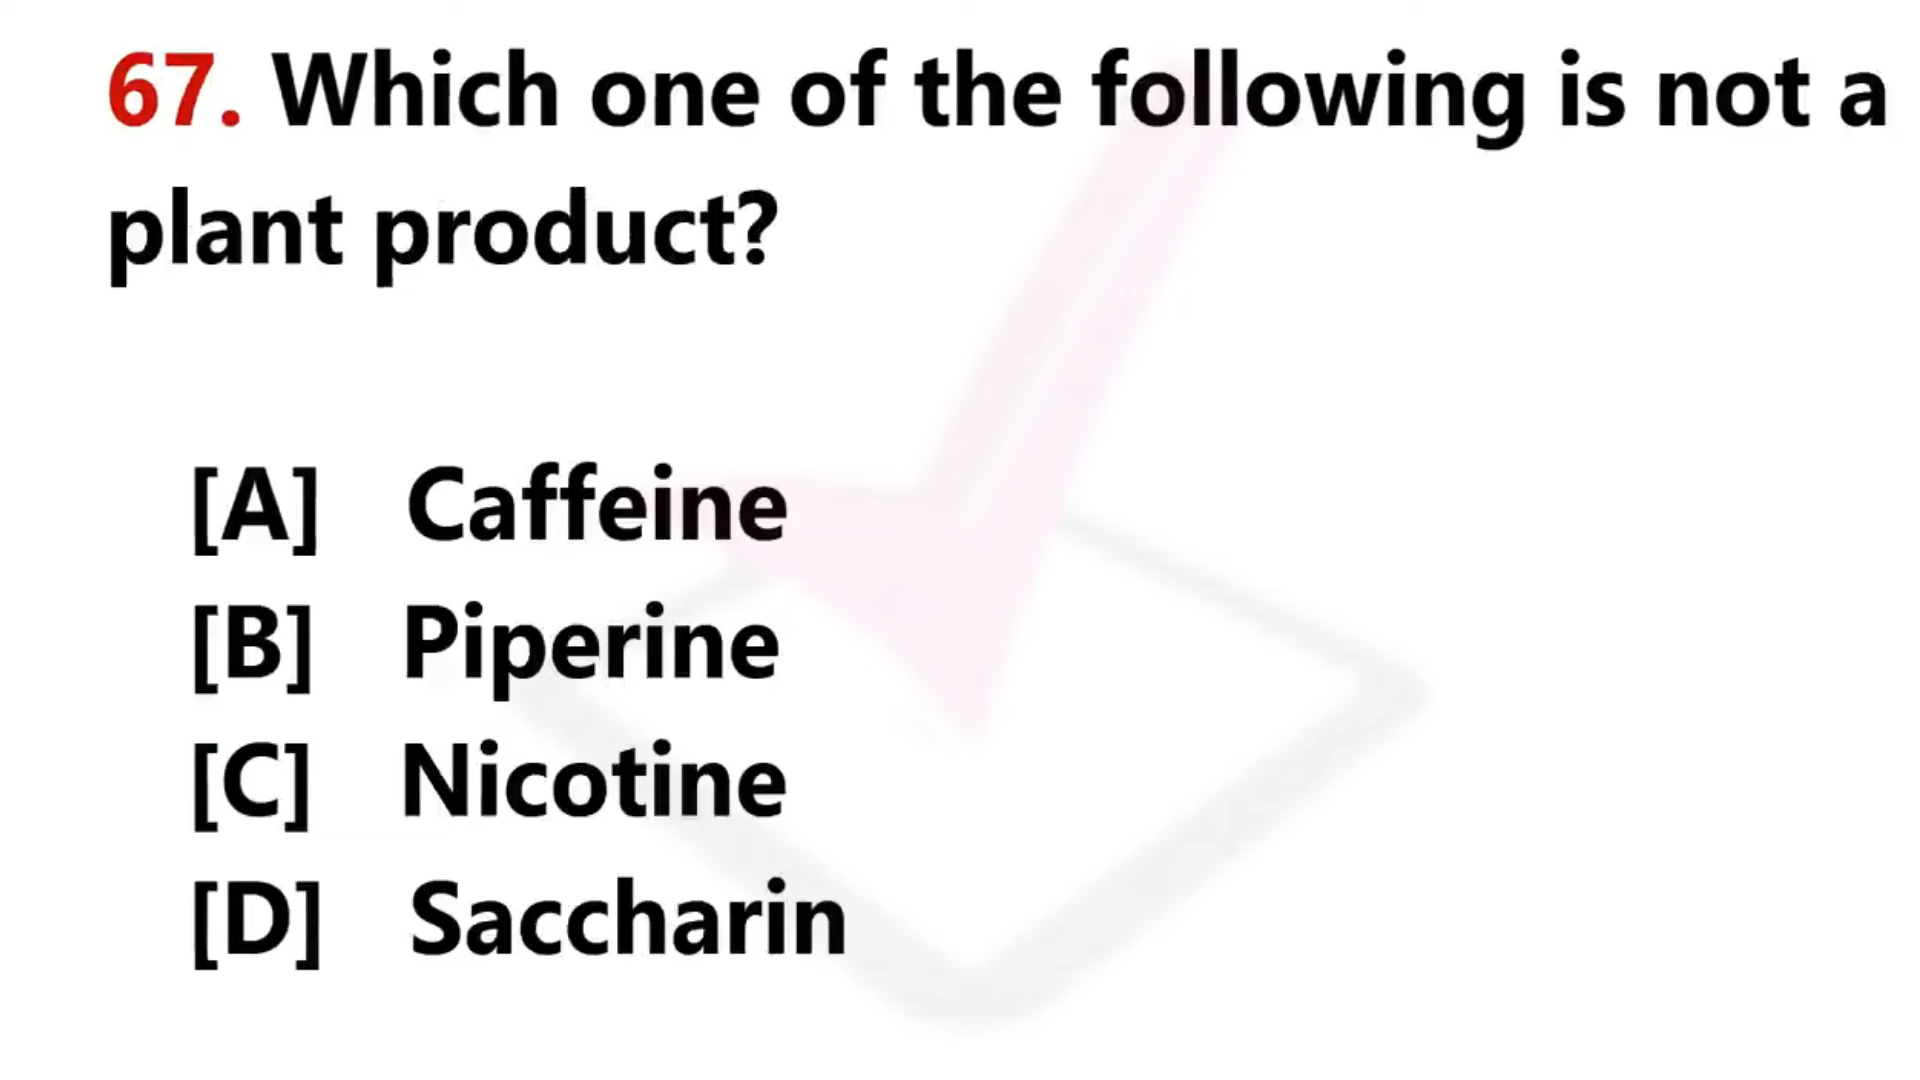 67. Which one of the following is not a
plant product?
[A] Caffeine
[B] Piperine
[C] Nicotine
[D] Saccharin